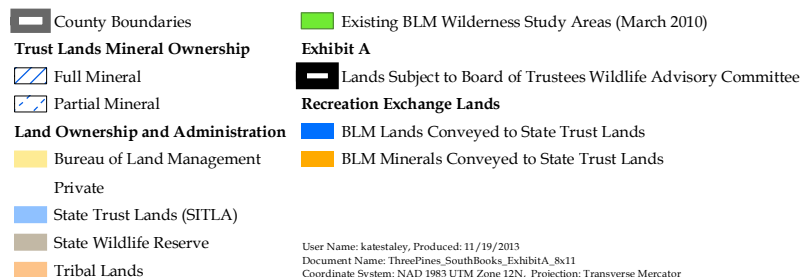 County Boundaries
Trust Lands Mineral Ownership
Full Mineral
Partial Mineral
Land Ownership and Administration
Bureau of Land Management
Private
State Trust Lands (SITLA)
State Wildlife Reserve
Tribal Lands
Existing BLM Wilderness Study Areas (March 2010)
Exhibit A
Lands Subject to Board of Trustees Wildlife Advisory Committee
Recreation Exchange Lands
BLM Lands Conveyed to State Trust Lands
BLM Minerals Conveyed to State Trust Lands
User Name: katestaley, Produced: 11/19/2013
Document Name: ThreePines_SouthBooks_ExhibitA_8x11
Coordinate System: NAD 1983 UTM Zone 12N, Projection: Transverse Mercator